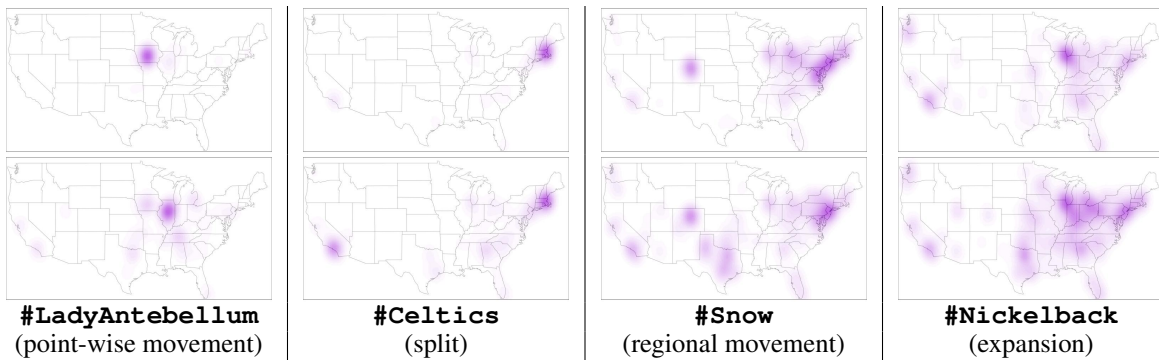 #LadyAntebellum
(point-wise movement)
#Celtics
(split)
#Snow
(regional movement)
#Nickelback
(expansion)